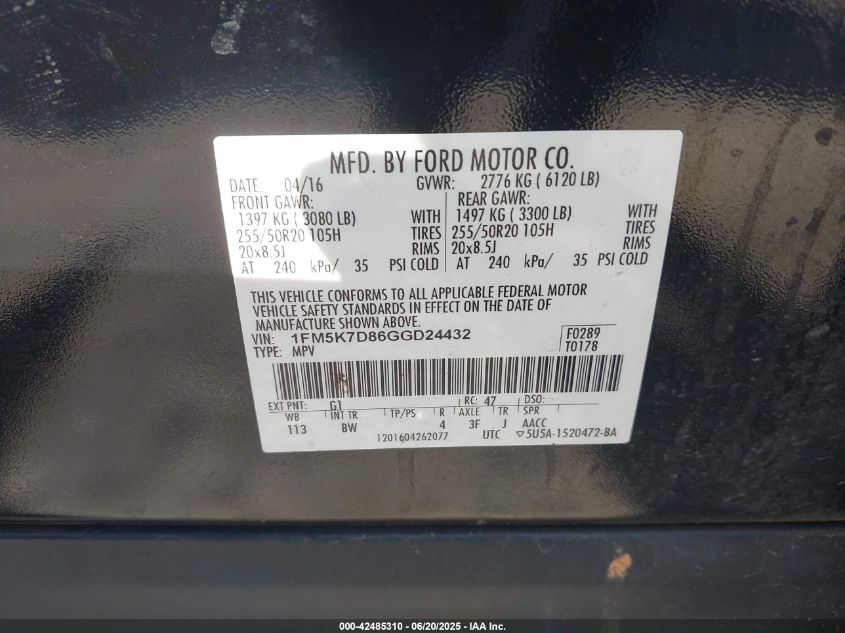 MFD. BY FORD MOTOR CO.
DATE: 04/16 GVWR: 2776 KG ( 6120 LB)
FRONT GAWR: REAR GAWR:
1397 KG ( 3080 LB) WITH 1497 KG ( 3300 LB) WITH
255/50R20 105H TIRES 255/50R20 105H TIRES
20x8.5J RIMS 20x8.5J RIMS
AT 240 kPa/ 35 PSI COLD AT 240 kPa/ 35 PSI COLD
THIS VEHICLE CONFORMS TO ALL APPLICABLE FEDERAL MOTOR
VEHICLE SAFETY STANDARDS IN EFFECT ON THE DATE OF
MANUFACTURE SHOWN ABOVE.
VIN: 1FM5K7D86GGD24432 F0289
TYPE: MPV T0178
EXT PNT: G1 RC: 47 DSO:
WB INT TR TP/PS R AXLE TR SPR
113 BW 4 3F J AACC
1201604262077 UTC ▽5U5A-1520472-BA
000-42485310 - 06/20/2025 - IAA Inc.